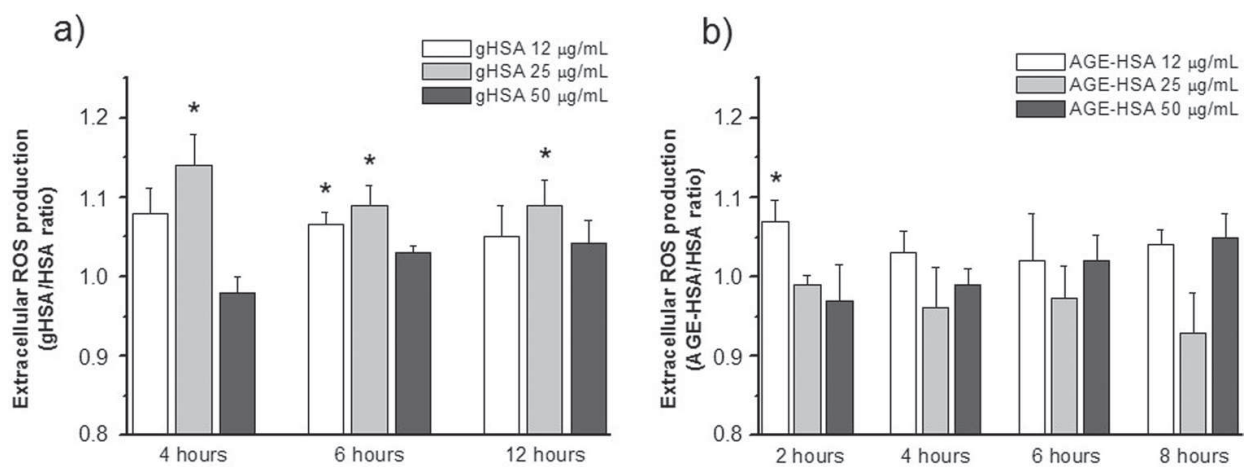 a)
gHSA 12 µg/mL
gHSA 25 µg/mL
gHSA 50 µg/mL
Extracellular ROS production
(gHSA/HSA ratio)
1.2
1.1
1.0
0.9
0.8
*
*
*
*
4 hours
6 hours
12 hours
b)
AGE-HSA 12 µg/mL
AGE-HSA 25 µg/mL
AGE-HSA 50 µg/mL
Extracellular ROS production
(AGE-HSA/HSA ratio)
1.2
1.1
1.0
0.9
0.8
*
2 hours
4 hours
6 hours
8 hours